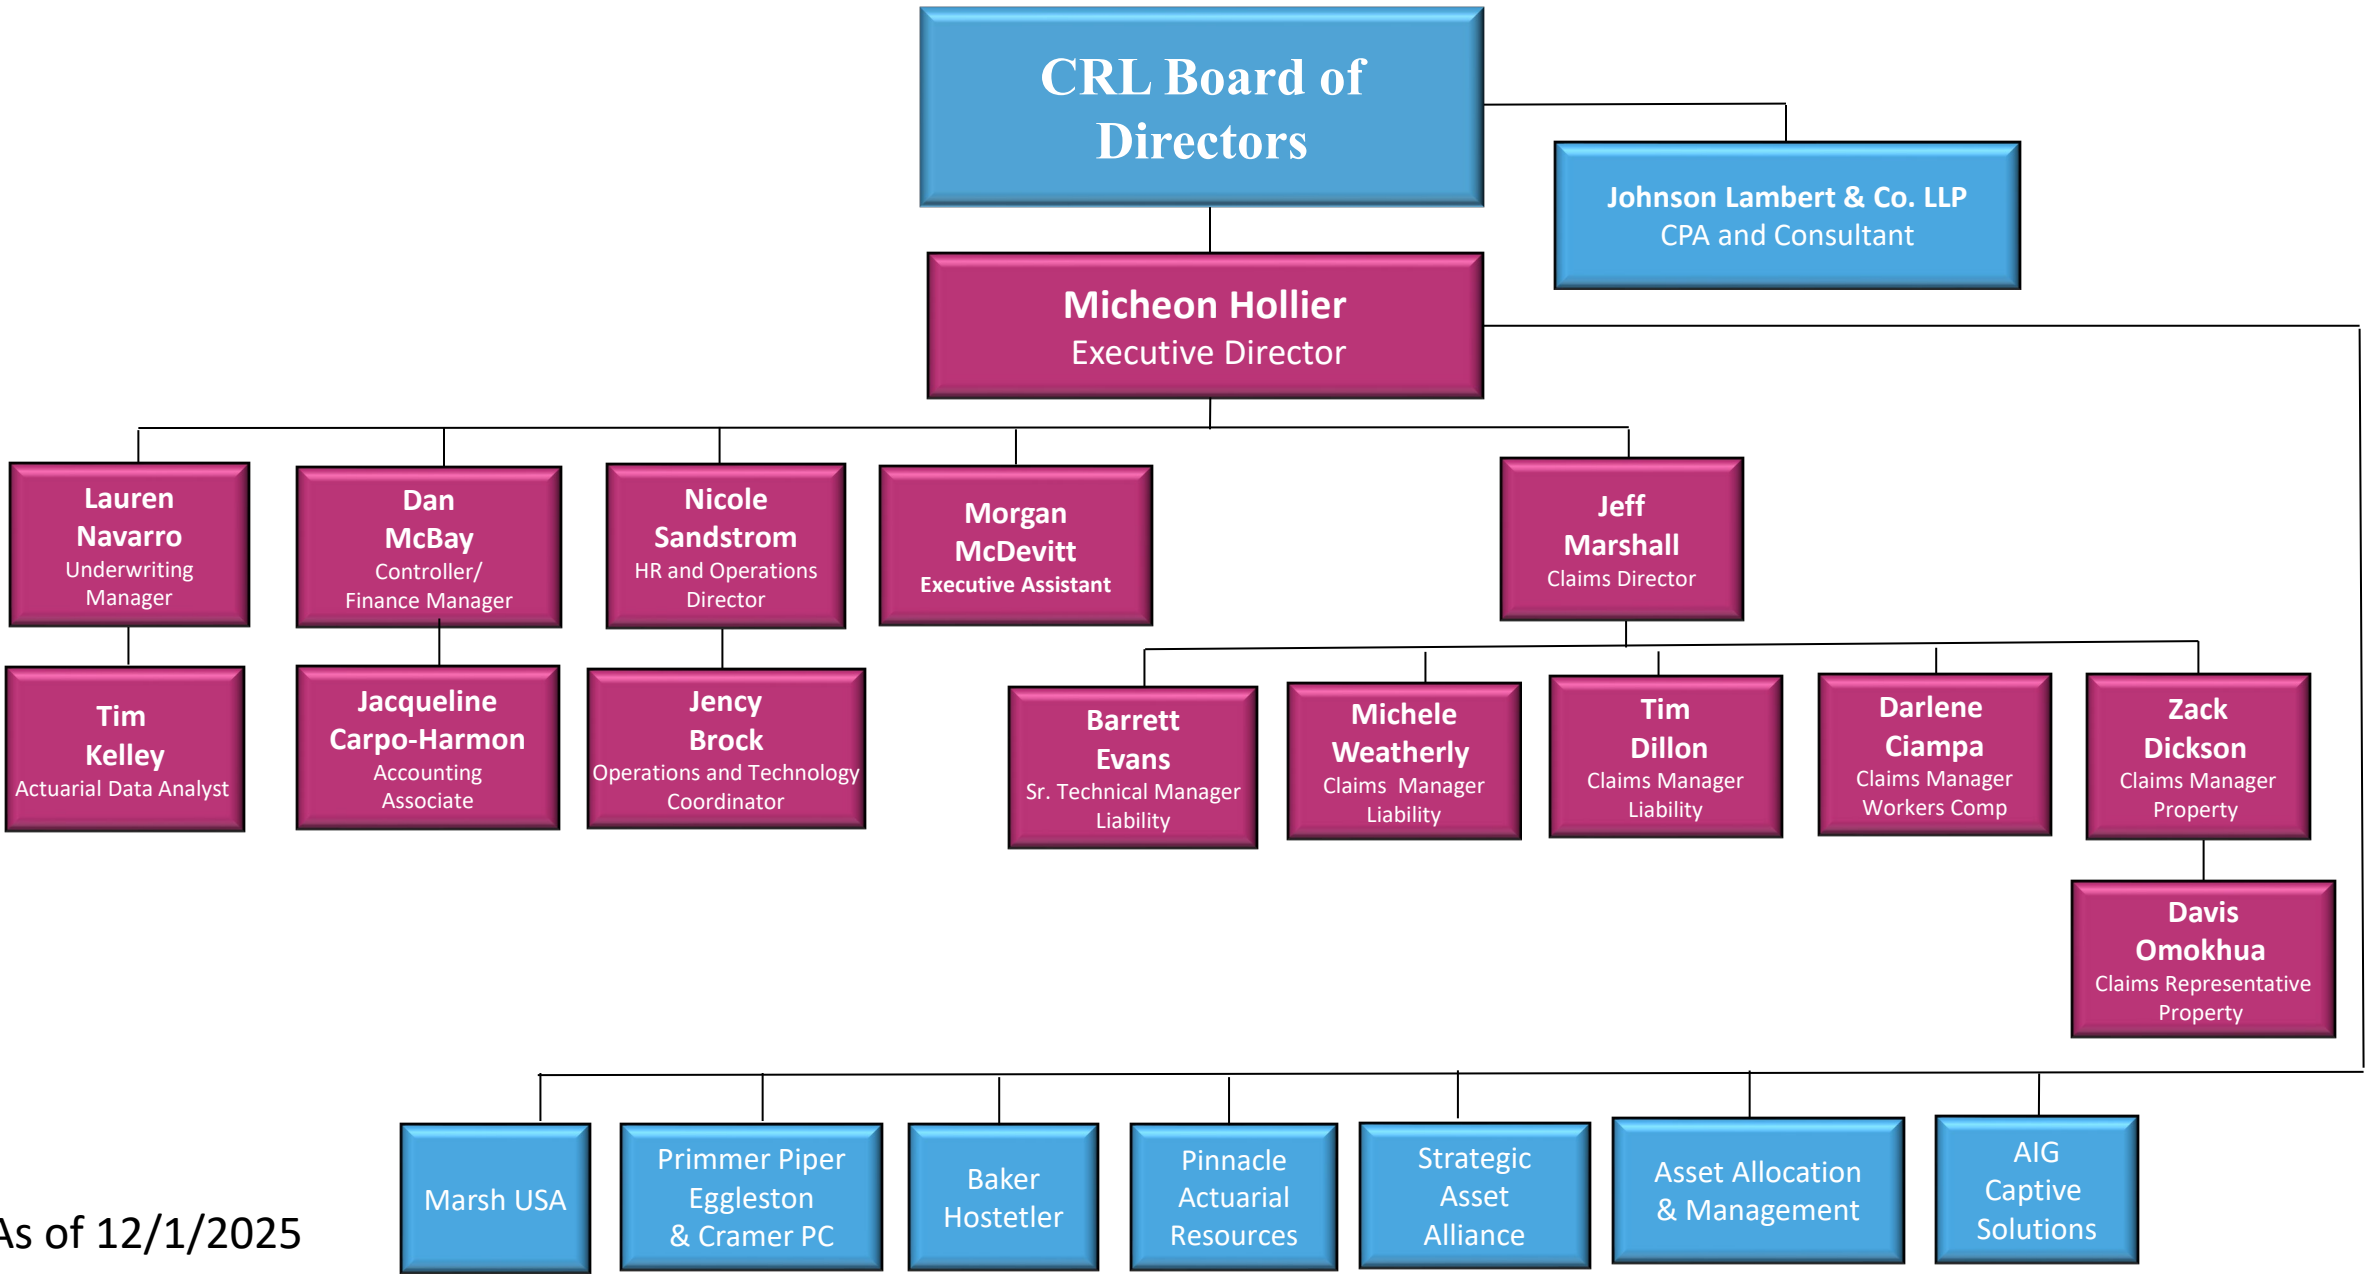 CRL Board of
Directors
Johnson Lambert & Co. LLP
CPA and Consultant
Micheon Hollier
Executive Director
Lauren
Navarro
Underwriting
Manager
Dan
McBay
Controller/
Finance Manager
Nicole
Sandstrom
HR and Operations
Director
Morgan
McDevitt
Executive Assistant
Jeff
Marshall
Claims Director
Tim
Kelley
Actuarial Data Analyst
Jacqueline
Carpo-Harmon
Accounting
Associate
Jency
Brock
Operations and Technology
Coordinator
Barrett
Evans
Sr. Technical Manager
Liability
Michele
Weatherly
Claims  Manager
Liability
Tim
Dillon
Claims Manager
Liability
Darlene
Ciampa
Claims Manager
Workers Comp
Zack
Dickson
Claims Manager
Property
Davis
Omokhua
Claims Representative
Property
Marsh USA
Primmer Piper
Eggleston
& Cramer PC
Baker
Hostetler
Pinnacle
Actuarial
Resources
Strategic
Asset
Alliance
Asset Allocation
& Management
AIG
Captive
Solutions
As of 12/1/2025